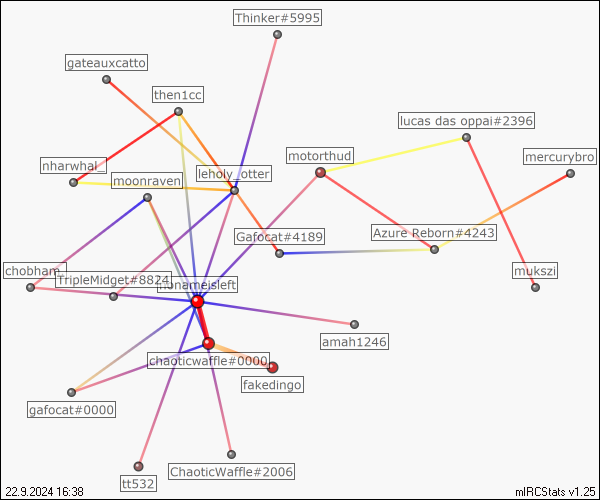 Thinker#5995
gateauxcatto
then1cc
lucas das oppai#2396
motorthud
mercurybro
nharwhal_
leholy_otter
moonraven
Gafocat#4189
Azure Reborn#4243
chobham_
TripleMidget#8824
nonameisleft
mukszi
amah1246
chaoticwaffle#0000
fakedingo
gafocat#0000
ChaoticWaffle#2006
tt532
22.9.2024 16:38
mIRCStats v1.25